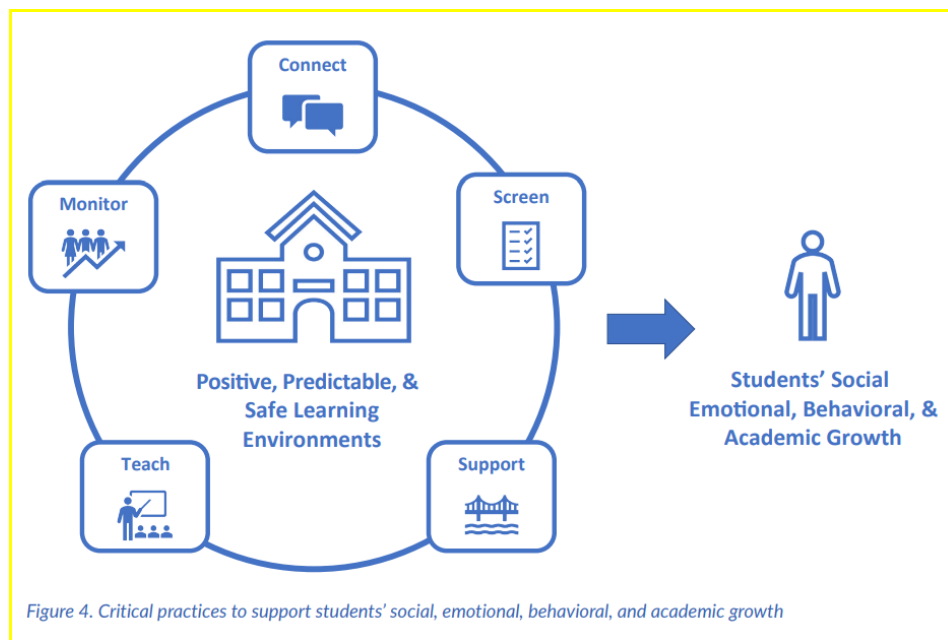 Connect
Monitor
Screen
Positive, Predictable, &
Safe Learning
Environments
Students’ Social
Emotional, Behavioral, &
Academic Growth
Teach
Support
Figure 4. Critical practices to support students’ social, emotional, behavioral, and academic growth